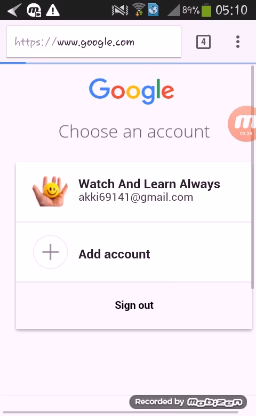 89% 05:10
https://www.google.com 4
Google
Choose an account
Watch And Learn Always
akki69141@gmail.com
Add account
Sign out
Recorded by mobizen